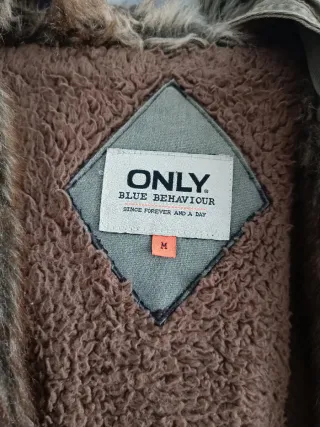 ONLY®
BLUE BEHAVIOUR
SINCE FOREVER AND A DAY
M